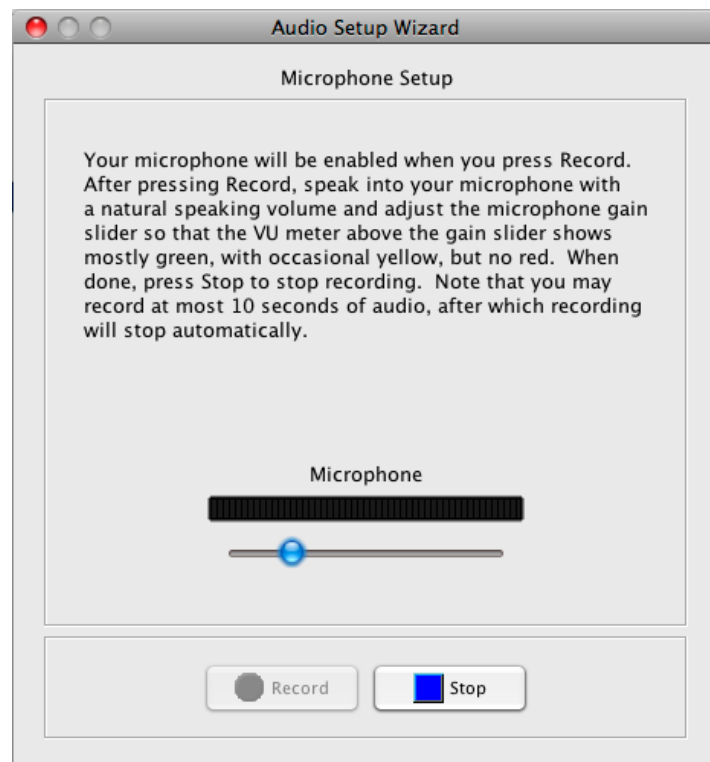 Audio Setup Wizard
Microphone Setup
Your microphone will be enabled when you press Record.
After pressing Record, speak into your microphone with
a natural speaking volume and adjust the microphone gain
slider so that the VU meter above the gain slider shows
mostly green, with occasional yellow, but no red.  When
done, press Stop to stop recording.  Note that you may
record at most 10 seconds of audio, after which recording
will stop automatically.
Microphone
Record
Stop